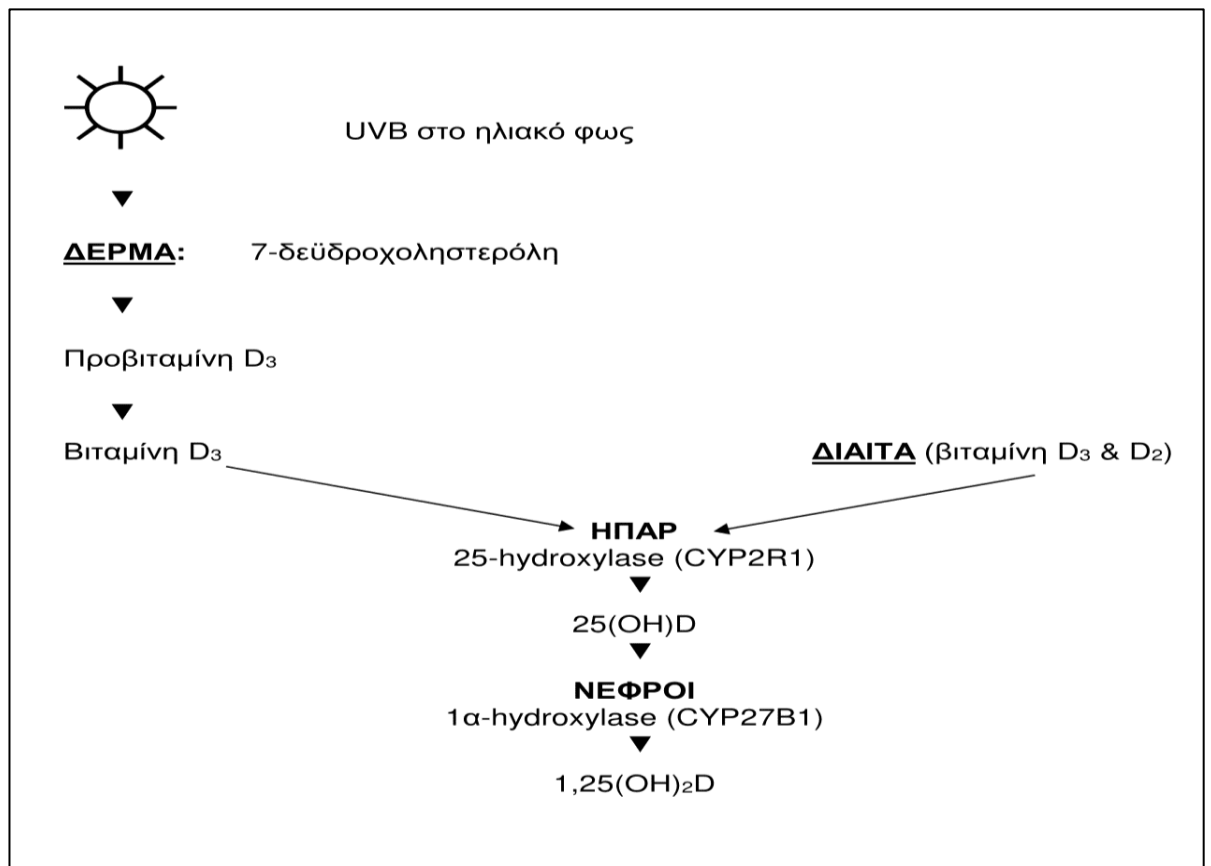 UVB στο ηλιακό φως
ΔΕΡΜΑ: 7-δεϋδροχοληστερόλη
Προβιταμίνη D₃
Βιταμίνη D₃
ΔΙΑΙΤΑ (βιταμίνη D₃ & D₂)
ΗΠΑΡ
25-hydroxylase (CYP2R1)
25(OH)D
ΝΕΦΡΟΙ
1α-hydroxylase (CYP27B1)
1,25(OH)₂D